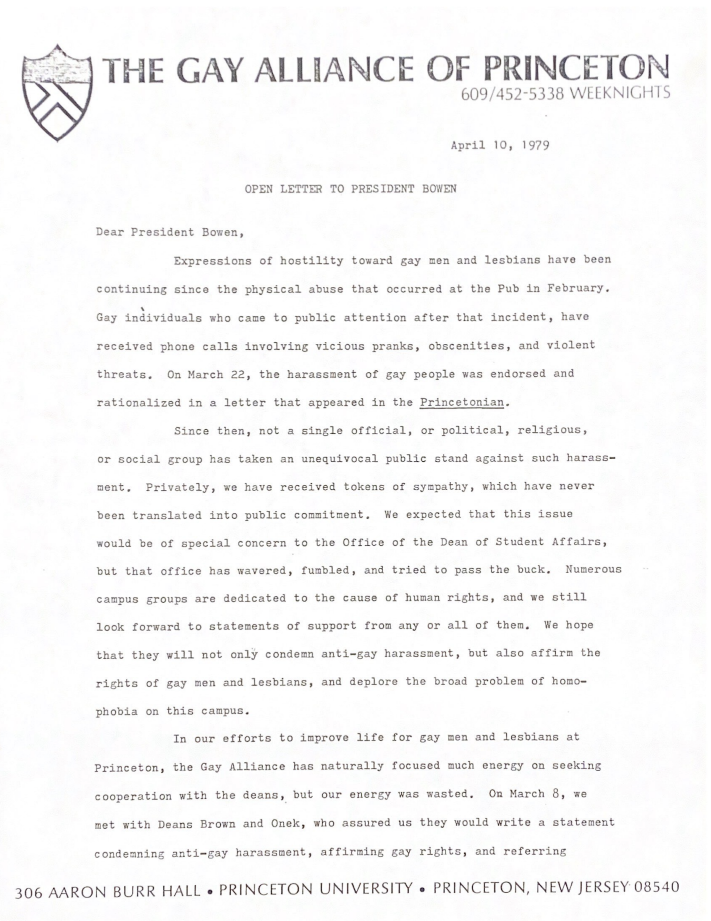 THE GAY ALLIANCE OF PRINCETON
609/452-5338 WEEKNIGHTS
April 10, 1979
OPEN LETTER TO PRESIDENT BOWEN
Dear President Bowen,
Expressions of hostility toward gay men and lesbians have been
continuing since the physical abuse that occurred at the Pub in February.
Gay individuals who came to public attention after that incident, have
received phone calls involving vicious pranks, obscenities, and violent
threats. On March 22, the harassment of gay people was endorsed and
rationalized in a letter that appeared in the Princetonian.
Since then, not a single official, or political, religious,
or social group has taken an unequivocal public stand against such harass-
ment. Privately, we have received tokens of sympathy, which have never
been translated into public commitment. We expected that this issue
would be of special concern to the Office of the Dean of Student Affairs,
but that office has wavered, fumbled, and tried to pass the buck. Numerous
campus groups are dedicated to the cause of human rights, and we still
look forward to statements of support from any or all of them. We hope
that they will not only condemn anti-gay harassment, but also affirm the
rights of gay men and lesbians, and deplore the broad problem of homo-
phobia on this campus.
In our efforts to improve life for gay men and lesbians at
Princeton, the Gay Alliance has naturally focused much energy on seeking
cooperation with the deans, but our energy was wasted. On March 8, we
met with Deans Brown and Onek, who assured us they would write a statement
condemning anti-gay harassment, affirming gay rights, and referring
306 AARON BURR HALL • PRINCETON UNIVERSITY • PRINCETON, NEW JERSEY 08540